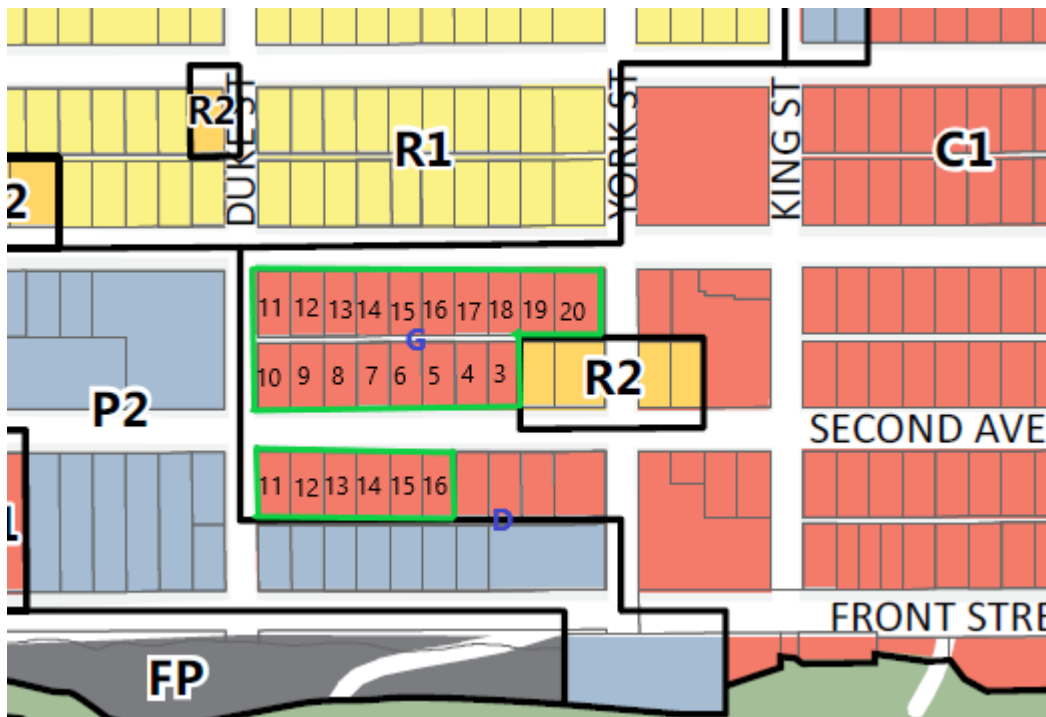 R2
DUKE ST
R1
YORK ST
KING ST
C1
2
11 12 13 14 15 16 17 18 19 20
G
10 9 8 7 6 5 4 3
R2
P2
SECOND AVE
11 12 13 14 15 16
D
1
FRONT STRE
FP